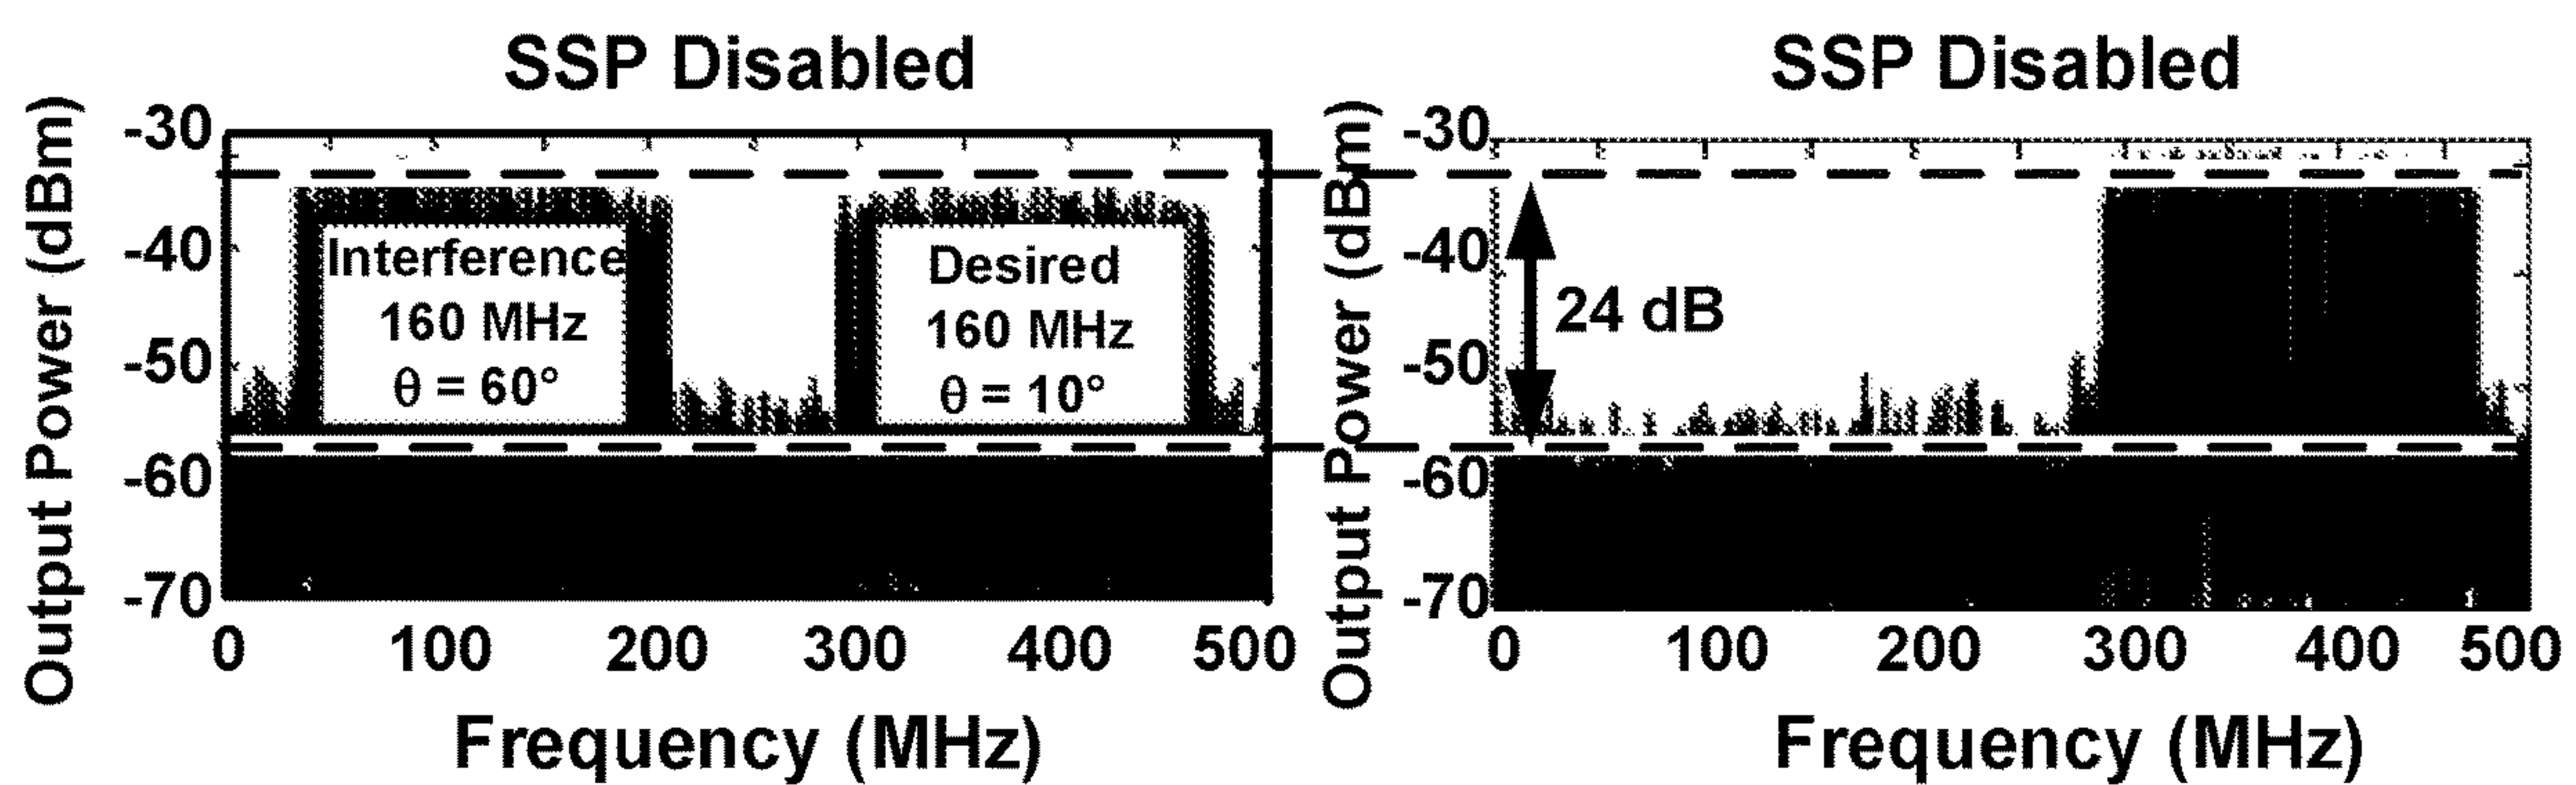 SSP Disabled
Output Power (dBm)
-30
-40
-50
-60
-70
Interference
160 MHz
θ = 60°
Desired
160 MHz
θ = 10°
0 100 200 300 400 500
Frequency (MHz)
SSP Disabled
Output Power (dBm)
-30
-40
-50
-60
-70
24 dB
0 100 200 300 400 500
Frequency (MHz)